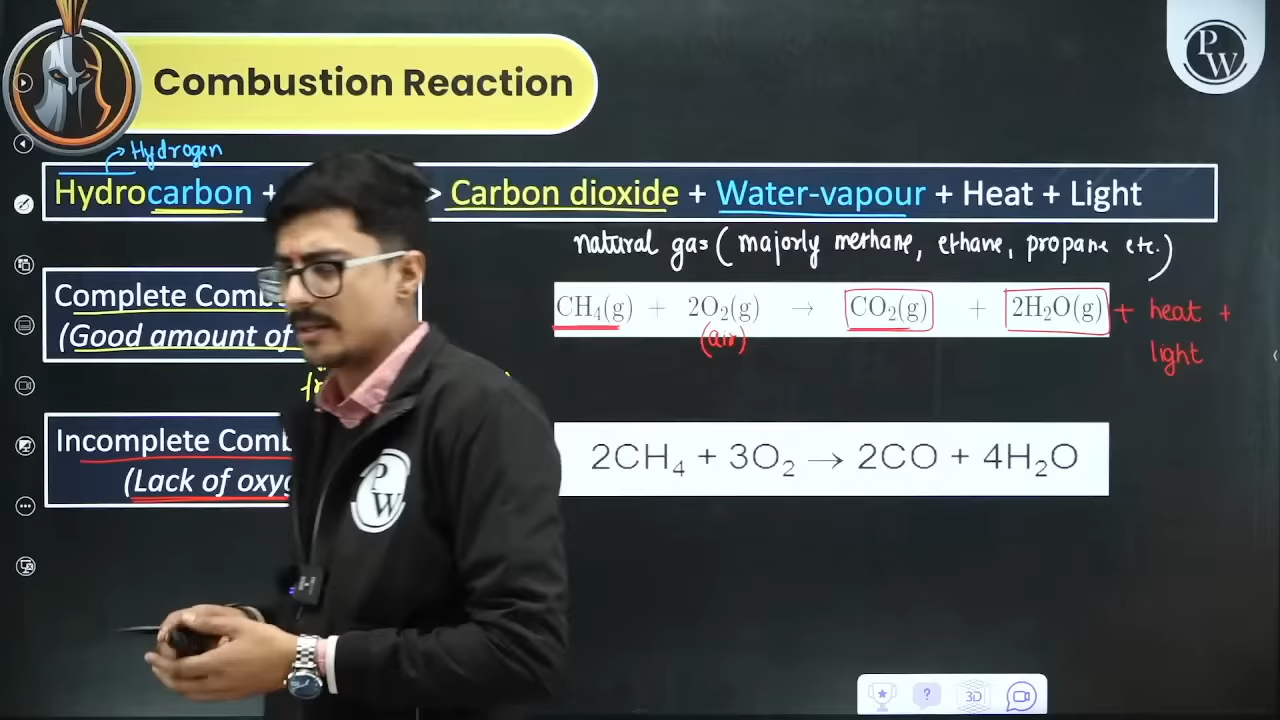 Combustion Reaction
PW
Hydrogen
Hydrocarbon + > Carbon dioxide + Water-vapour + Heat + Light
natural gas ( majorly methane, ethane, propane etc.)
Complete Comb
(Good amount of
CH₄(g) + 2O₂(g) → CO₂(g) + 2H₂O(g) + heat +
(air)
light
Incomplete Comb
(Lack of oxyg
2CH₄ + 3O₂ → 2CO + 4H₂O
PW
3D